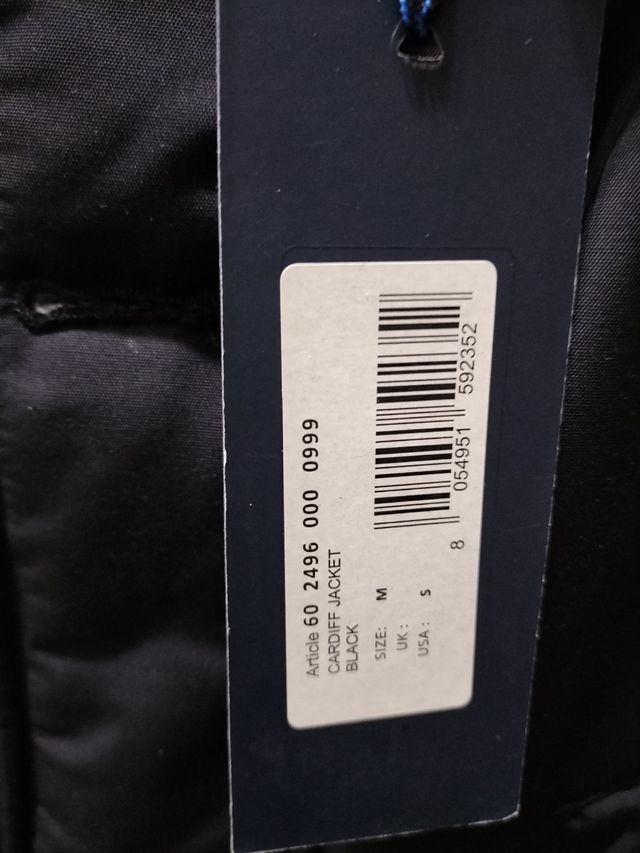 Article 60 2496 000 0999
CARDIFF JACKET
BLACK
SIZE: M
UK :
USA : S
8 054951 592352